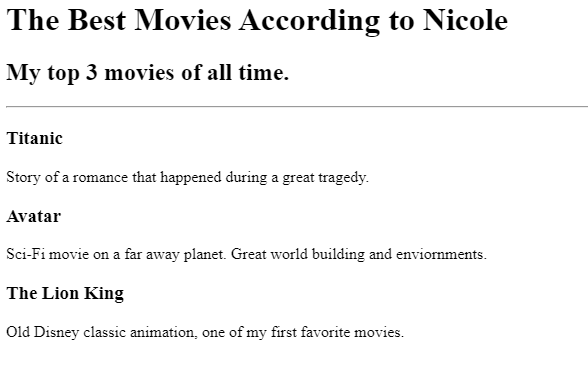 The Best Movies According to Nicole
My top 3 movies of all time.
Titanic
Story of a romance that happened during a great tragedy.
Avatar
Sci-Fi movie on a far away planet. Great world building and enviornments.
The Lion King
Old Disney classic animation, one of my first favorite movies.